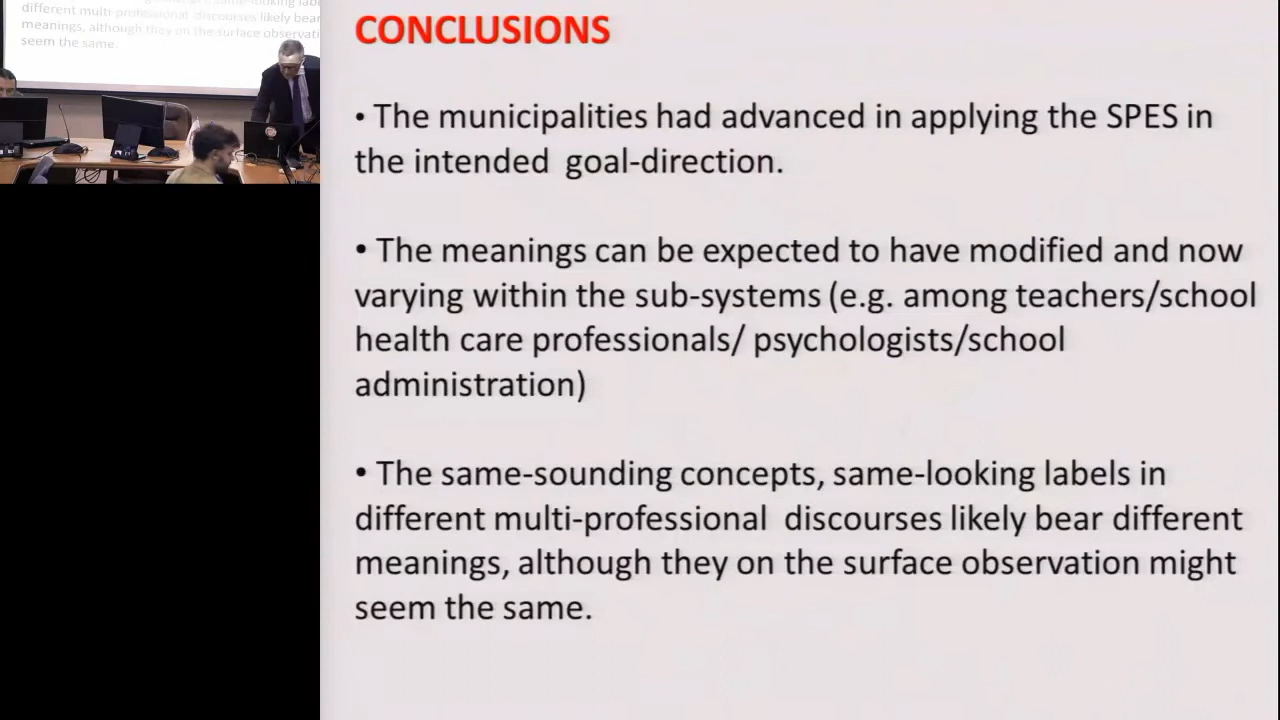 different multi-professional discourses likely bear
meanings, although they on the surface observati
seem the same.
CONCLUSIONS
• The municipalities had advanced in applying the SPES in
the intended goal-direction.
• The meanings can be expected to have modified and now
varying within the sub-systems (e.g. among teachers/school
health care professionals/ psychologists/school
administration)
• The same-sounding concepts, same-looking labels in
different multi-professional discourses likely bear different
meanings, although they on the surface observation might
seem the same.